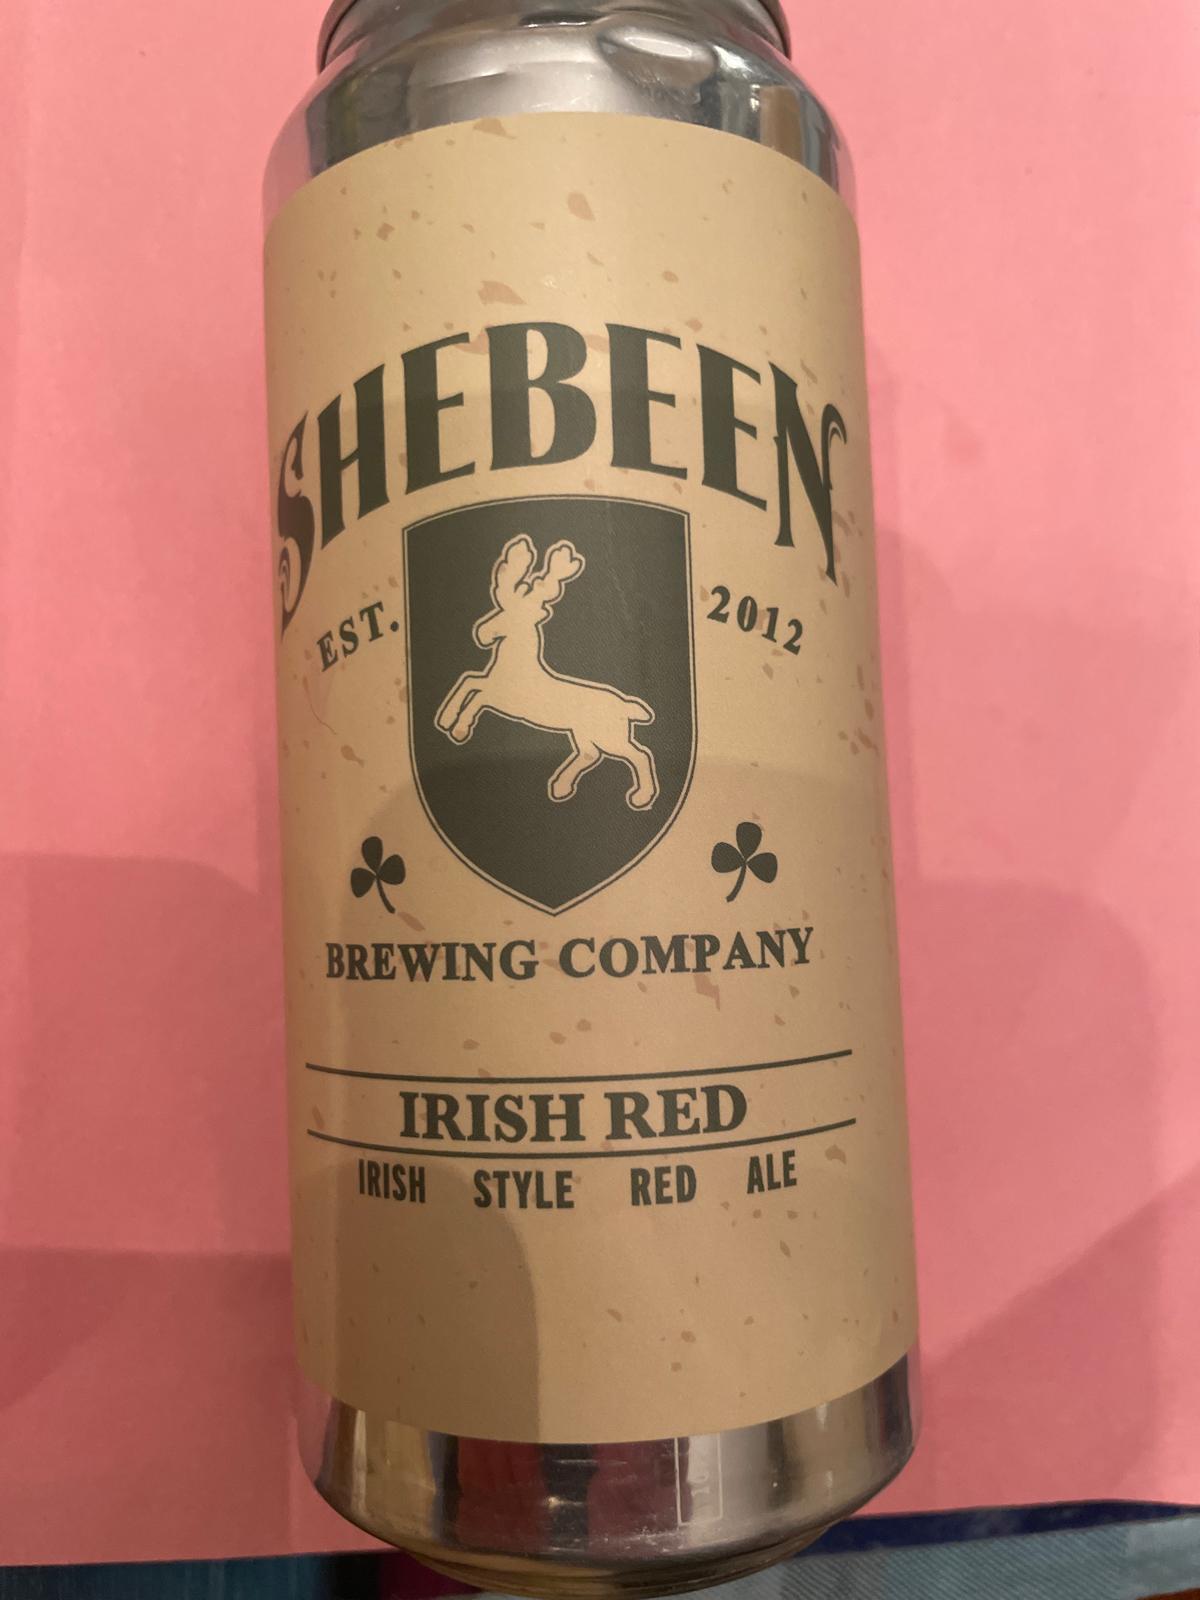 SHEBEEN
EST. 2012
BREWING COMPANY
IRISH RED
IRISH STYLE RED ALE